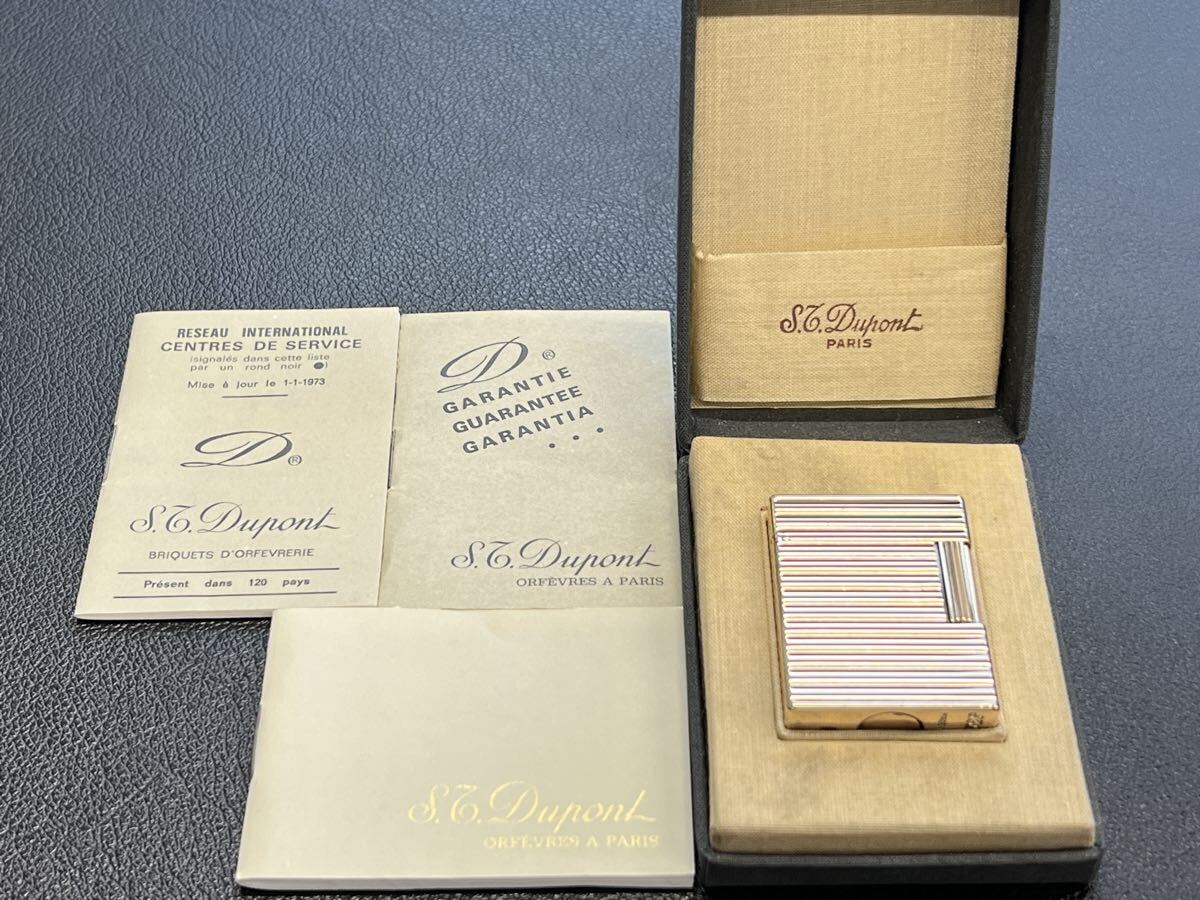 RESEAU INTERNATIONAL
CENTRES DE SERVICE
(signalés dans cette liste
par un rond noir ●)
Mise à jour le 1-1-1973
D®
S.T. Dupont
BRIQUETS D'ORFEVRERIE
Présent dans 120 pays
D®
GARANTIE
GUARANTEE
GARANTIA
...
S.T. Dupont
ORFÈVRES A PARIS
S.T. Dupont
ORFÈVRES A PARIS
S.T. Dupont
PARIS